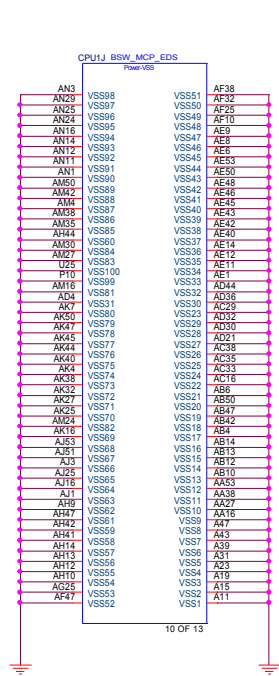 CPU1J BSW_MCP_EDS
Power-VSS
AN3 VSS98 VSS51 AF38
AN29 VSS97 VSS50 AF32
AN25 VSS96 VSS49 AF25
AN24 VSS95 VSS48 AF10
AN16 VSS94 VSS47 AE9
AN14 VSS93 VSS46 AE8
AN12 VSS92 VSS45 AE6
AN11 VSS91 VSS44 AE53
AN1 VSS90 VSS43 AE50
AM50 VSS89 VSS42 AE48
AM42 VSS88 VSS41 AE46
AM4 VSS87 VSS40 AE45
AM38 VSS86 VSS39 AE43
AM35 VSS85 VSS38 AE42
AH44 VSS60 VSS37 AE40
AM30 VSS84 VSS36 AE14
AM27 VSS83 VSS35 AE12
U25 VSS100 VSS34 AE11
P10 VSS99 VSS33 AE1
AM16 VSS81 VSS32 AD44
AD4 VSS31 VSS30 AD36
AK7 VSS80 VSS23 AC29
AK50 VSS79 VSS29 AD32
AK47 VSS78 VSS28 AD30
AK45 VSS77 VSS27 AD21
AK44 VSS76 VSS26 AC38
AK40 VSS75 VSS25 AC35
AK4 VSS74 VSS24 AC33
AK38 VSS73 VSS22 AC16
AK32 VSS72 VSS21 AB6
AK27 VSS71 VSS20 AB50
AK25 VSS70 VSS19 AB47
AM24 VSS82 VSS18 AB42
AK16 VSS69 VSS17 AB4
AJ53 VSS68 VSS16 AB14
AJ51 VSS67 VSS15 AB13
AJ3 VSS66 VSS14 AB12
AJ25 VSS65 VSS13 AB10
AJ16 VSS64 VSS12 AA53
AJ1 VSS63 VSS11 AA38
AH9 VSS62 VSS10 AA27
AH47 VSS61 VSS9 AA16
AH42 VSS59 VSS8 A47
AH41 VSS58 VSS7 A43
AH14 VSS57 VSS6 A39
AH13 VSS56 VSS5 A31
AH12 VSS55 VSS4 A23
AH10 VSS54 VSS3 A19
AG25 VSS53 VSS2 A15
AF47 VSS52 VSS1 A11
10 OF 13